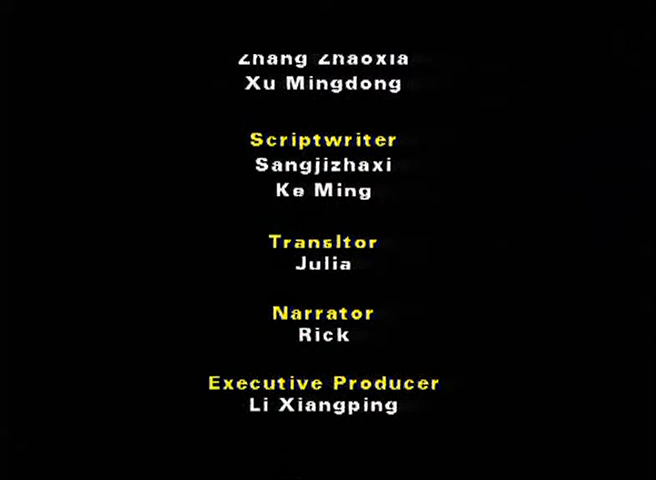 Zhang Zhaoxia
Xu Mingdong
Scriptwriter
Sangjizhaxi
Ke Ming
Transltor
Julia
Narrator
Rick
Executive Producer
Li Xiangping